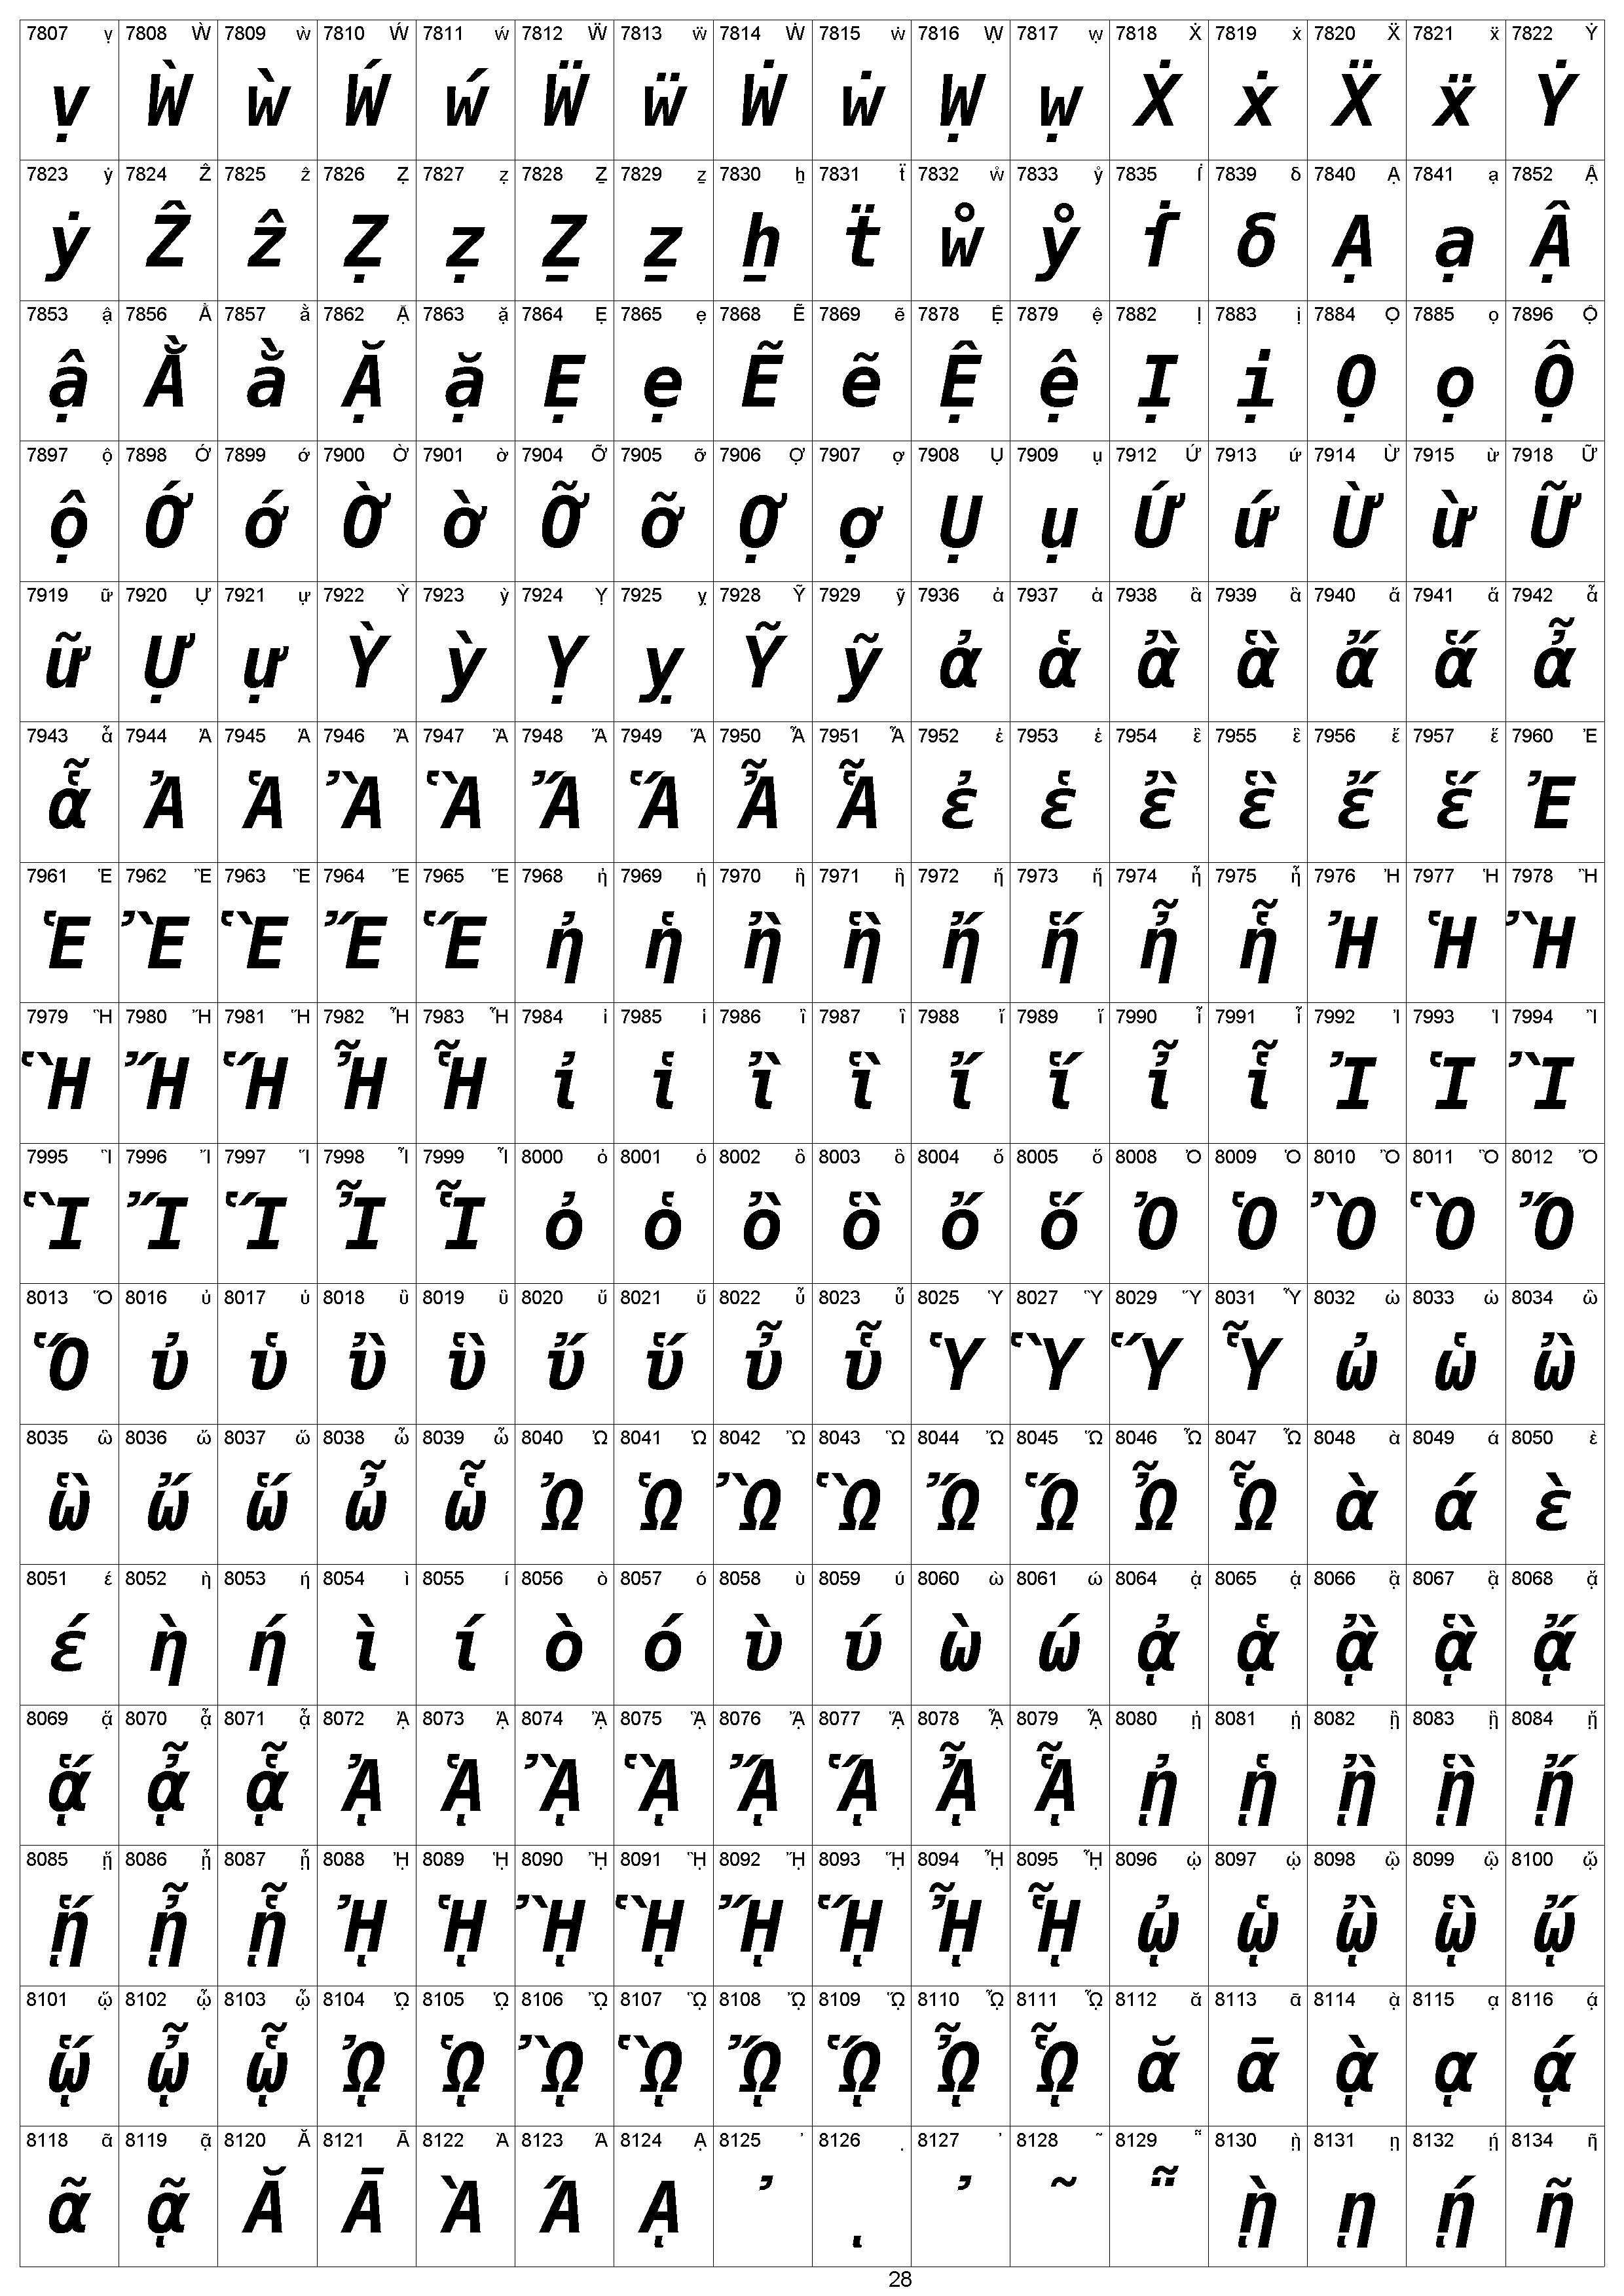 7807 ṿ 7808 Ẁ 7809 ẁ 7810 Ẃ 7811 ẃ 7812 Ẅ 7813 ẅ 7814 Ẇ 7815 ẇ 7816 Ẉ 7817 ẉ 7818 Ẋ 7819 ẋ 7820 Ẍ 7821 ẍ 7822 Ẏ
ṿ Ẁ ẁ Ẃ ẃ Ẅ ẅ Ẇ ẇ Ẉ ẉ Ẋ ẋ Ẍ ẍ Ẏ
7823 ẏ 7824 Ẑ 7825 ẑ 7826 Ẓ 7827 ẓ 7828 Ẕ 7829 ẕ 7830 ẖ 7831 ẗ 7832 ẘ 7833 ẙ 7835 ẛ 7839 ẟ 7840 Ạ 7841 ạ 7852 Ậ
ẏ Ẑ ẑ Ẓ ẓ Ẕ ẕ ẖ ẗ ẘ ẙ ẛ ẟ Ạ ạ Ậ
7853 ậ 7856 Ằ 7857 ằ 7862 Ặ 7863 ặ 7864 Ẹ 7865 ẹ 7868 Ẽ 7869 ẽ 7878 Ệ 7879 ệ 7882 Ị 7883 ị 7884 Ọ 7885 ọ 7896 Ộ
ậ Ằ ằ Ặ ặ Ẹ ẹ Ẽ ẽ Ệ ệ Ị ị Ọ ọ Ộ
7897 ộ 7898 Ớ 7899 ớ 7900 Ờ 7901 ờ 7904 Ỡ 7905 ỡ 7906 Ợ 7907 ợ 7908 Ụ 7909 ụ 7912 Ứ 7913 ứ 7914 Ừ 7915 ừ 7918 Ữ
ộ Ớ ớ Ờ ờ Ỡ ỡ Ợ ợ Ụ ụ Ứ ứ Ừ ừ Ữ
7919 ữ 7920 Ự 7921 ự 7922 Ỳ 7923 ỳ 7924 Ỵ 7925 ỵ 7928 Ỹ 7929 ỹ 7936 ἀ 7937 ἁ 7938 ἂ 7939 ἃ 7940 ἄ 7941 ἅ 7942 ἆ
ữ Ự ự Ỳ ỳ Ỵ ỵ Ỹ ỹ ἀ ἁ ἂ ἃ ἄ ἅ ἆ
7943 ἇ 7944 Ἀ 7945 Ἁ 7946 Ἂ 7947 Ἃ 7948 Ἄ 7949 Ἅ 7950 Ἆ 7951 Ἇ 7952 ἐ 7953 ἑ 7954 ἒ 7955 ἓ 7956 ἔ 7957 ἕ 7960 Ἐ
ἇ Ἀ Ἁ Ἂ Ἃ Ἄ Ἅ Ἆ Ἇ ἐ ἑ ἒ ἓ ἔ ἕ Ἐ
7961 Ἑ 7962 Ἒ 7963 Ἓ 7964 Ἔ 7965 Ἕ 7968 ἠ 7969 ἡ 7970 ἢ 7971 ἣ 7972 ἤ 7973 ἥ 7974 ἦ 7975 ἧ 7976 Ἠ 7977 Ἡ 7978 Ἢ
Ἑ Ἒ Ἓ Ἔ Ἕ ἠ ἡ ἢ ἣ ἤ ἥ ἦ ἧ Ἠ Ἡ Ἢ
7979 Ἣ 7980 Ἤ 7981 Ἥ 7982 Ἦ 7983 Ἧ 7984 ἰ 7985 ἱ 7986 ἲ 7987 ἳ 7988 ἴ 7989 ἵ 7990 ἶ 7991 ἷ 7992 Ἰ 7993 Ἱ 7994 Ἲ
Ἣ Ἤ Ἥ Ἦ Ἧ ἰ ἱ ἲ ἳ ἴ ἵ ἶ ἷ Ἰ Ἱ Ἲ
7995 Ἳ 7996 Ἴ 7997 Ἵ 7998 Ἶ 7999 Ἷ 8000 ὀ 8001 ὁ 8002 ὂ 8003 ὃ 8004 ὄ 8005 ὅ 8008 Ὀ 8009 Ὁ 8010 Ὂ 8011 Ὃ 8012 Ὄ
Ἳ Ἴ Ἵ Ἶ Ἷ ὀ ὁ ὂ ὃ ὄ ὅ Ὀ Ὁ Ὂ Ὃ Ὄ
8013 Ὅ 8016 ὐ 8017 ὑ 8018 ὒ 8019 ὓ 8020 ὔ 8021 ὕ 8022 ὖ 8023 ὗ 8025 Ὑ 8027 Ὓ 8029 Ὕ 8031 Ὗ 8032 ὠ 8033 ὡ 8034 ὢ
Ὅ ὐ ὑ ὒ ὓ ὔ ὕ ὖ ὗ Ὑ Ὓ Ὕ Ὗ ὠ ὡ ὢ
8035 ὣ 8036 ὤ 8037 ὥ 8038 ὦ 8039 ὧ 8040 Ὠ 8041 Ὡ 8042 Ὢ 8043 Ὣ 8044 Ὤ 8045 Ὥ 8046 Ὦ 8047 Ὧ 8048 ὰ 8049 ά 8050 ὲ
ὣ ὤ ὥ ὦ ὧ Ὠ Ὡ Ὢ Ὣ Ὤ Ὥ Ὦ Ὧ ὰ ά ὲ
8051 έ 8052 ὴ 8053 ή 8054 ὶ 8055 ί 8056 ὸ 8057 ό 8058 ὺ 8059 ύ 8060 ὼ 8061 ώ 8064 ᾀ 8065 ᾁ 8066 ᾂ 8067 ᾃ 8068 ᾄ
έ ὴ ή ὶ ί ὸ ό ὺ ύ ὼ ώ ᾀ ᾁ ᾂ ᾃ ᾄ
8069 ᾅ 8070 ᾆ 8071 ᾇ 8072 ᾈ 8073 ᾉ 8074 ᾊ 8075 ᾋ 8076 ᾌ 8077 ᾍ 8078 ᾎ 8079 ᾏ 8080 ᾐ 8081 ᾑ 8082 ᾒ 8083 ᾓ 8084 ᾔ
ᾅ ᾆ ᾇ ᾈ ᾉ ᾊ ᾋ ᾌ ᾍ ᾎ ᾏ ᾐ ᾑ ᾒ ᾓ ᾔ
8085 ᾕ 8086 ᾖ 8087 ᾗ 8088 ᾘ 8089 ᾙ 8090 ᾚ 8091 ᾛ 8092 ᾜ 8093 ᾝ 8094 ᾞ 8095 ᾟ 8096 ᾠ 8097 ᾡ 8098 ᾢ 8099 ᾣ 8100 ᾤ
ᾕ ᾖ ᾗ ᾘ ᾙ ᾚ ᾛ ᾜ ᾝ ᾞ ᾟ ᾠ ᾡ ᾢ ᾣ ᾤ
8101 ᾥ 8102 ᾦ 8103 ᾧ 8104 ᾨ 8105 ᾩ 8106 ᾪ 8107 ᾫ 8108 ᾬ 8109 ᾭ 8110 ᾮ 8111 ᾯ 8112 ᾰ 8113 ᾱ 8114 ᾲ 8115 ᾳ 8116 ᾴ
ᾥ ᾦ ᾧ ᾨ ᾩ ᾪ ᾫ ᾬ ᾭ ᾮ ᾯ ᾰ ᾱ ᾲ ᾳ ᾴ
8118 ᾶ 8119 ᾷ 8120 Ᾰ 8121 Ᾱ 8122 Ὰ 8123 Ά 8124 ᾼ 8125 ᾽ 8126 ι 8127 ᾿ 8128 ῀ 8129 ῁ 8130 ῂ 8131 ῃ 8132 ῄ 8134 ῆ
ᾶ ᾷ Ᾰ Ᾱ Ὰ Ά ᾼ ᾽ ι ᾿ ῀ ῁ ῂ ῃ ῄ ῆ
28